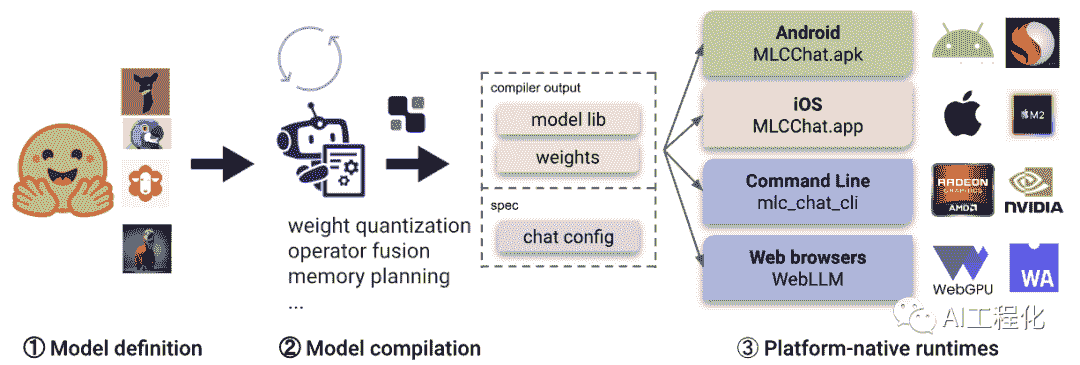 Android
MLCChat.apk
compiler output
model lib
weights
iOS
MLCChat.app
M2
spec
chat config
Command Line
mlc_chat_cli
RADEON
GRAPHICS
AMD
NVIDIA
weight quantization
operator fusion
memory planning
...
Web browsers
WebLLM
WebGPU
WA
AI工程化
① Model definition
② Model compilation
③ Platform-native runtimes